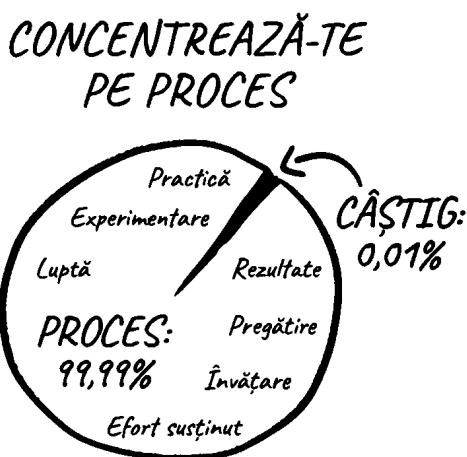 CONCENTREAZĂ-TE
PE PROCES
Practică
Experimentare
Luptă
PROCES:
99,99%
Rezultate
Pregătire
Învățare
Efort susținut
CÂȘTIG:
0,01%